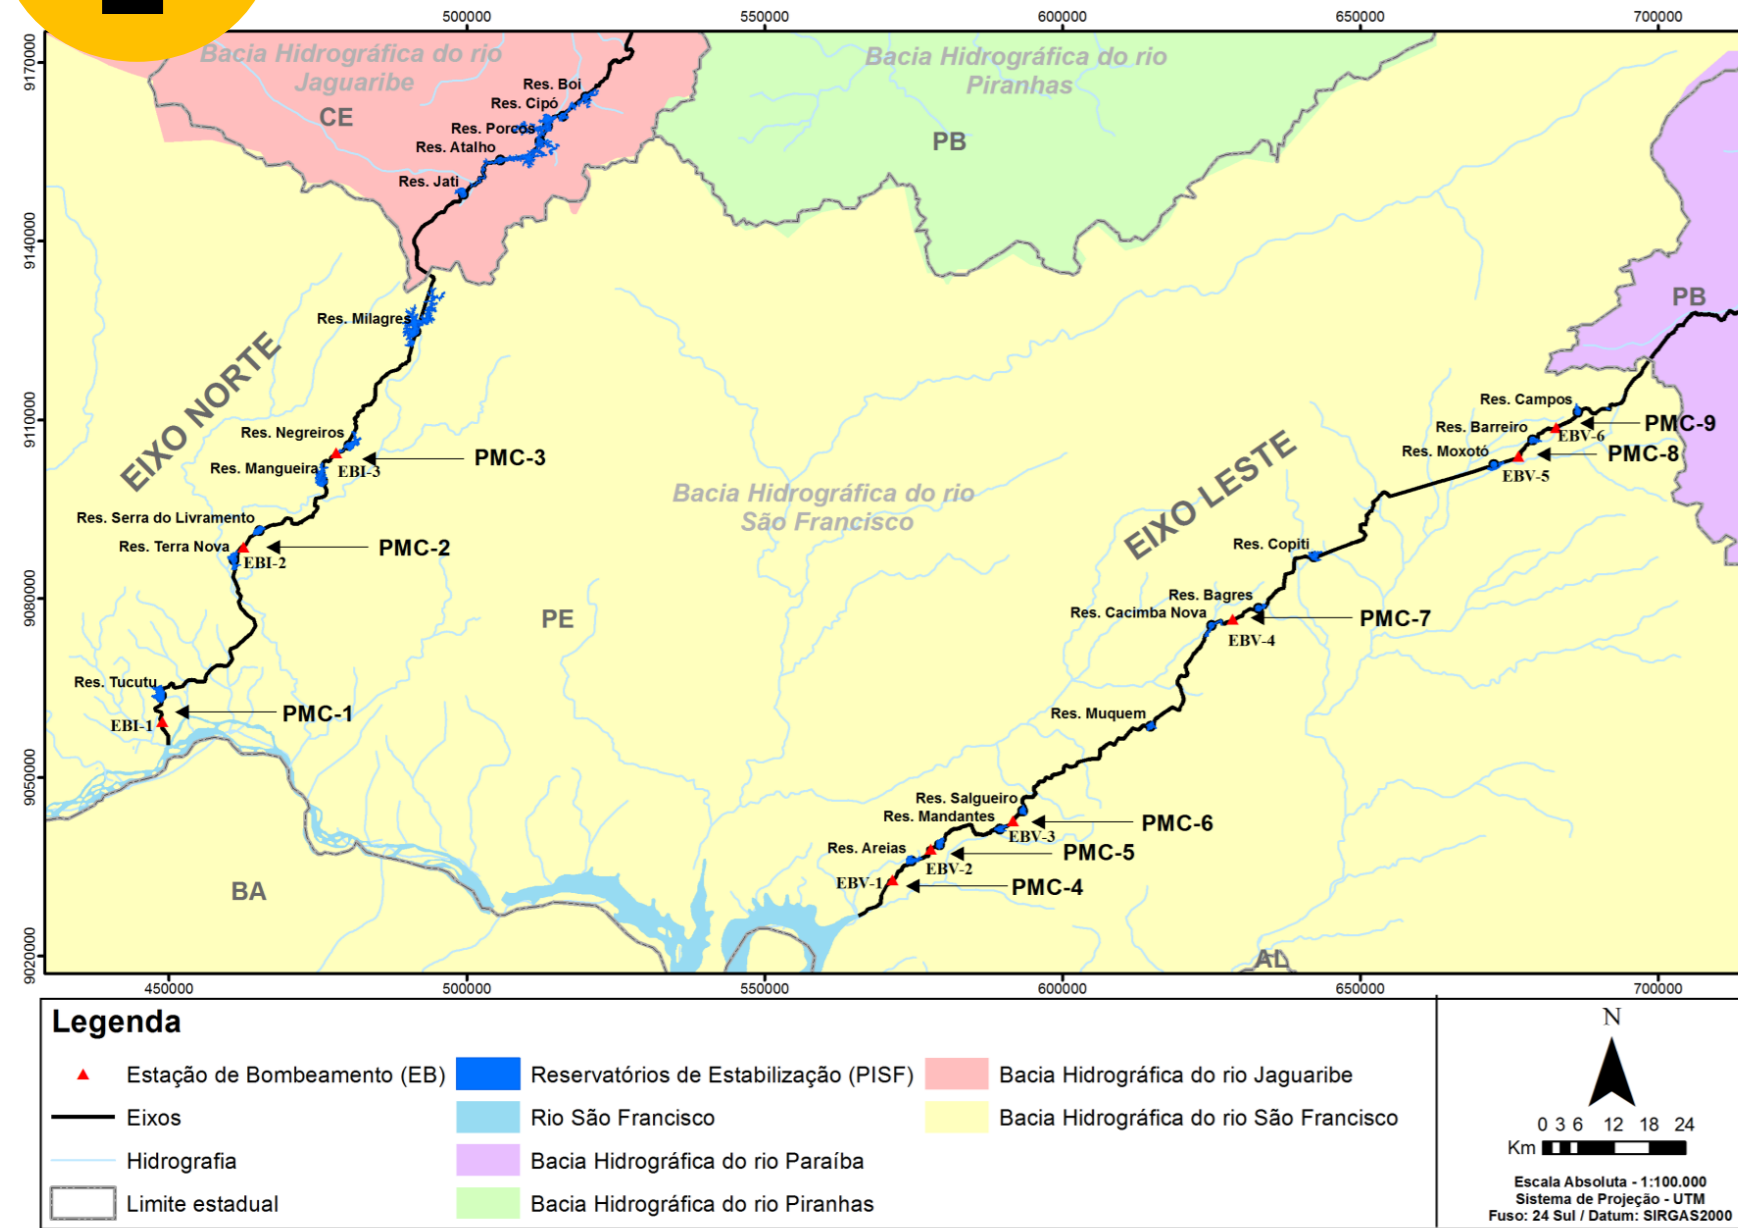 500000
550000
600000
650000
700000
9170000
9140000
9110000
9080000
9050000
9020000
Bacia Hidrográfica do rio
Jaguaribe
CE
Bacia Hidrográfica do rio
Piranhas
PB
Res. Boi
Res. Cipó
Res. Porcos
Res. Atalho
Res. Jati
Res. Milagres
EIXO NORTE
Res. Negreiros
PMC-3
EBI-3
Res. Mangueira
Res. Serra do Livramento
Res. Terra Nova
PMC-2
EBI-2
Res. Tucutu
PMC-1
EBI-1
Bacia Hidrográfica do rio
São Francisco
PE
BA
AL
PB
EIXO LESTE
Res. Campos
PMC-9
Res. Barreiro
EBV-6
Res. Moxotó
PMC-8
EBV-5
Res. Copiti
Res. Bagres
Res. Cacimba Nova
PMC-7
EBV-4
Res. Muquem
Res. Salgueiro
Res. Mandantes
PMC-6
EBV-3
Res. Areias
PMC-5
EBV-2
EBV-1
PMC-4
450000
500000
550000
600000
650000
700000
Legenda
Estação de Bombeamento (EB)
Eixos
Hidrografia
Limite estadual
Reservatórios de Estabilização (PISF)
Rio São Francisco
Bacia Hidrográfica do rio Paraíba
Bacia Hidrográfica do rio Piranhas
Bacia Hidrográfica do rio Jaguaribe
Bacia Hidrográfica do rio São Francisco
N
0 3 6 12 18 24
Km
Escala Absoluta - 1:100.000
Sistema de Projeção - UTM
Fuso: 24 Sul / Datum: SIRGAS2000